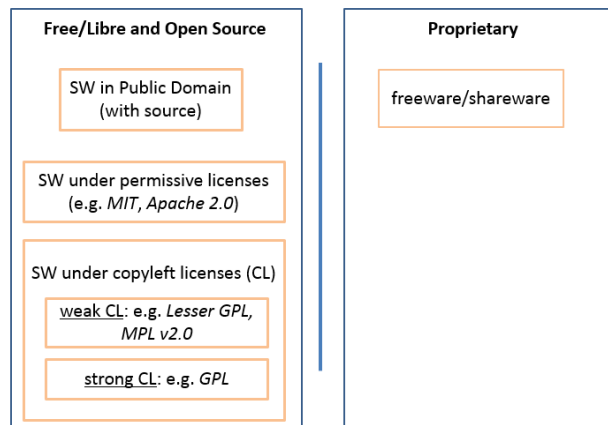 Free/Libre and Open Source
SW in Public Domain
(with source)
SW under permissive licenses
(e.g. MIT, Apache 2.0)
SW under copyleft licenses (CL)
weak CL: e.g. Lesser GPL,
MPL v2.0
strong CL: e.g. GPL
Proprietary
freeware/shareware